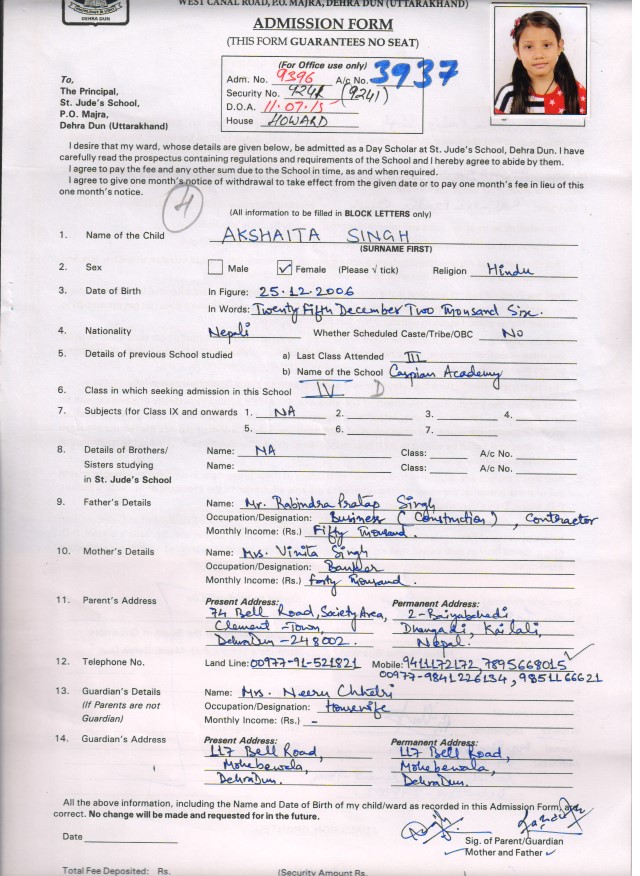 WEST CANAL ROAD, P.O. MAJRA, DEHRA DUN (UTTARAKHAND)
DEHRA DUN
ADMISSION FORM
(THIS FORM GUARANTEES NO SEAT)
(For Office use only)
Adm. No. 9396 A/c No. 3937
Security No. 9241 (9241)
D.O.A. 11.07.15
House HOWARD
To,
The Principal,
St. Jude's School,
P.O. Majra,
Dehra Dun (Uttarakhand)
I desire that my ward, whose details are given below, be admitted as a Day Scholar at St. Jude's School, Dehra Dun. I have
carefully read the prospectus containing regulations and requirements of the School and I hereby agree to abide by them.
I agree to pay the fee and any other sum due to the School in time, as and when required.
I agree to give one month's notice of withdrawal to take effect from the given date or to pay one month's fee in lieu of this
one month's notice.
(All information to be filled in BLOCK LETTERS only)
1. Name of the Child AKSHAITA SINGH
(SURNAME FIRST)
2. Sex Male ✓ Female (Please √ tick) Religion Hindu
3. Date of Birth In Figure: 25.12.2006
In Words: Twenty Fifth December Two Thousand Six.
4. Nationality Nepali Whether Scheduled Caste/Tribe/OBC No
5. Details of previous School studied a) Last Class Attended III
b) Name of the School Caspian Academy
6. Class in which seeking admission in this School IV D
7. Subjects (for Class IX and onwards 1. NA 2. 3. 4.
5. 6. 7.
8. Details of Brothers/ Name: NA Class: A/c No.
Sisters studying Name: Class: A/c No.
in St. Jude's School
9. Father's Details Name: Mr. Rabindra Pratap Singh
Occupation/Designation: Business (Construction), Contractor
Monthly Income: (Rs.) Fifty Thousand.
10. Mother's Details Name: Mrs. Vinita Singh
Occupation/Designation: Banker
Monthly Income: (Rs.) Forty Thousand.
11. Parent's Address Present Address: Permanent Address:
74 Bell Road, Society Area, 2-
Clement-Town, Dhangadi, Kailali,
DehraDun-248002. Nepal.
12. Telephone No. Land Line: 00977-91-521821 Mobile: 9411172172, 7895668015
00977-9841226134, 9851166621
13. Guardian's Details Name: Mrs. Neeru Chhetri
(If Parents are not Occupation/Designation: Housewife
Guardian) Monthly Income: (Rs.) -
14. Guardian's Address Present Address: Permanent Address:
117 Bell Road, 117 Bell Road,
Mohebewala, Mohebewala,
DehraDun. DehraDun.
All the above information, including the Name and Date of Birth of my child/ward as recorded in this Admission Form, are
correct. No change will be made and requested for in the future.
Date
Sig. of Parent/Guardian
Mother and Father
Total Fee Deposited: Rs. (Security Amount Rs.